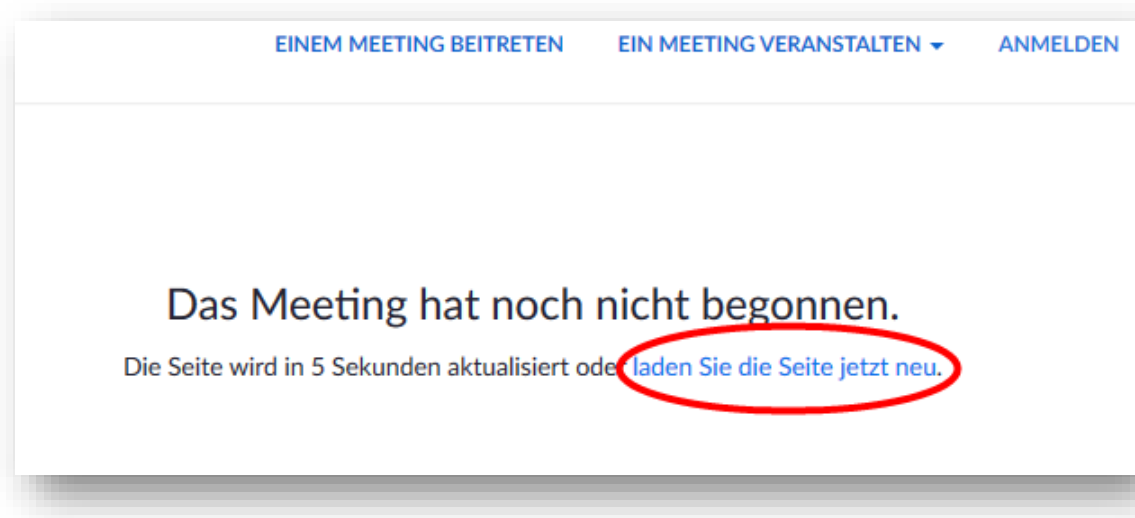 EINEM MEETING BEITRETEN EIN MEETING VERANSTALTEN ANMELDEN
Das Meeting hat noch nicht begonnen.
Die Seite wird in 5 Sekunden aktualisiert oder laden Sie die Seite jetzt neu.